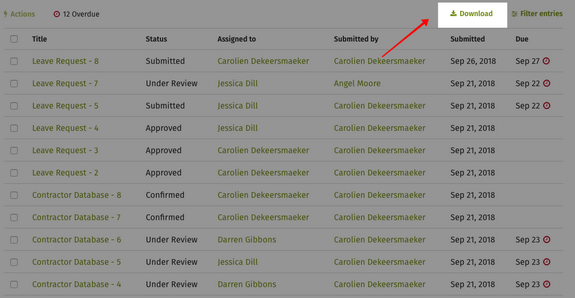 Actions 12 Overdue Download Filter entries
Title Status Assigned to Submitted by Submitted Due
Leave Request - 8 Submitted Carolien Dekeersmaeker Carolien Dekeersmaeker Sep 26, 2018 Sep 27
Leave Request - 7 Under Review Jessica Dill Angel Moore Sep 21, 2018 Sep 22
Leave Request - 5 Submitted Jessica Dill Carolien Dekeersmaeker Sep 21, 2018 Sep 22
Leave Request - 4 Approved Jessica Dill Carolien Dekeersmaeker Sep 21, 2018
Leave Request - 3 Approved Carolien Dekeersmaeker Carolien Dekeersmaeker Sep 21, 2018
Leave Request - 2 Approved Carolien Dekeersmaeker Carolien Dekeersmaeker Sep 21, 2018
Contractor Database - 8 Confirmed Carolien Dekeersmaeker Carolien Dekeersmaeker Sep 21, 2018
Contractor Database - 7 Confirmed Carolien Dekeersmaeker Carolien Dekeersmaeker Sep 21, 2018
Contractor Database - 6 Under Review Darren Gibbons Carolien Dekeersmaeker Sep 21, 2018 Sep 23
Contractor Database - 5 Under Review Jessica Dill Carolien Dekeersmaeker Sep 21, 2018 Sep 23
Contractor Database - 4 Under Review Darren Gibbons Carolien Dekeersmaeker Sep 21, 2018 Sep 23